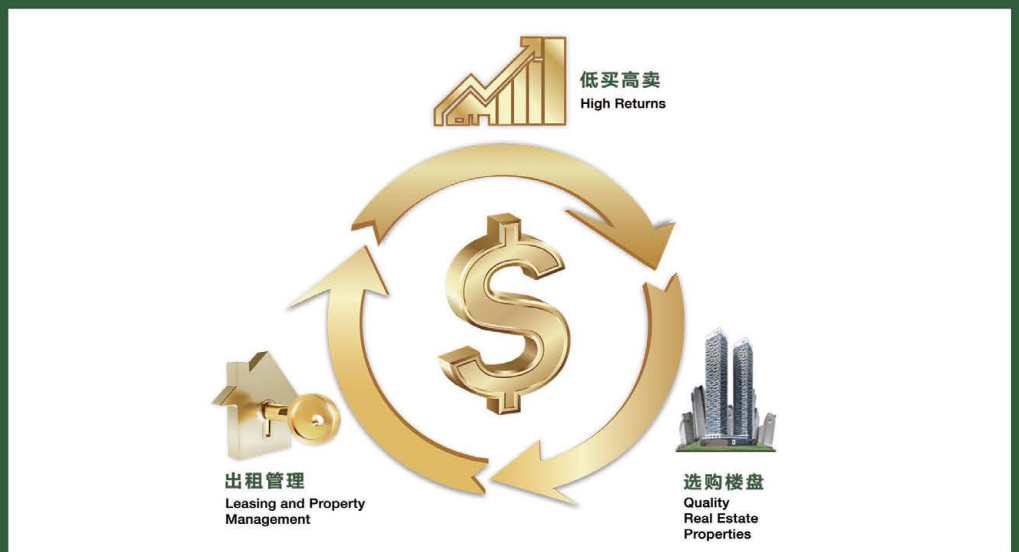 低买高卖
High Returns
出租管理
Leasing and Property
Management
选购楼盘
Quality
Real Estate
Properties